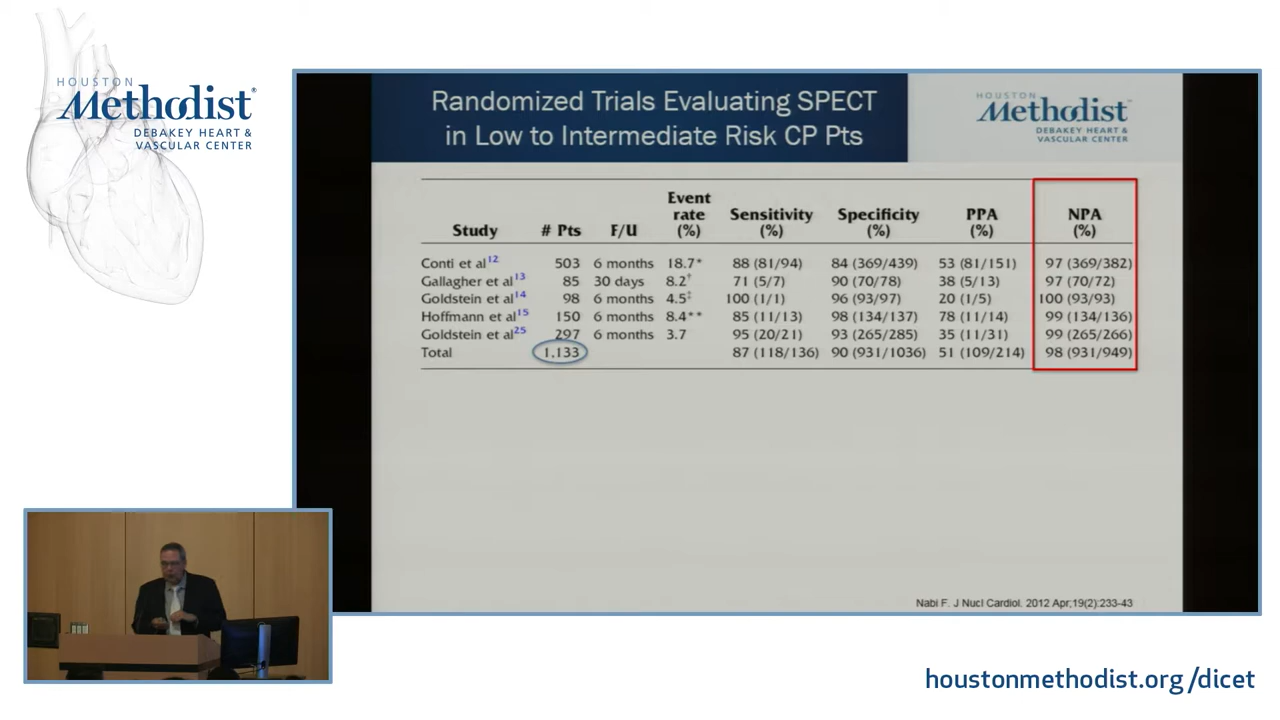 HOUSTON
Methodist®
DEBAKEY HEART &
VASCULAR CENTER
Randomized Trials Evaluating SPECT
in Low to Intermediate Risk CP Pts
HOUSTON
Methodist
DEBAKEY HEART &
VASCULAR CENTER
Study # Pts F/U Event rate (%) Sensitivity (%) Specificity (%) PPA (%) NPA (%)
Conti et al12 503 6 months 18.7* 88 (81/94) 84 (369/439) 53 (81/151) 97 (369/382)
Gallagher et al13 85 30 days 8.2† 71 (5/7) 90 (70/78) 38 (5/13) 97 (70/72)
Goldstein et al14 98 6 months 4.5‡ 100 (1/1) 96 (93/97) 20 (1/5) 100 (93/93)
Hoffmann et al15 150 6 months 8.4** 85 (11/13) 98 (134/137) 78 (11/14) 99 (134/136)
Goldstein et al25 297 6 months 3.7 95 (20/21) 93 (265/285) 35 (11/31) 99 (265/266)
Total 1,133 87 (118/136) 90 (931/1036) 51 (109/214) 98 (931/949)
Nabi F. J Nucl Cardiol. 2012 Apr;19(2):233-43
houstonmethodist.org/dicet